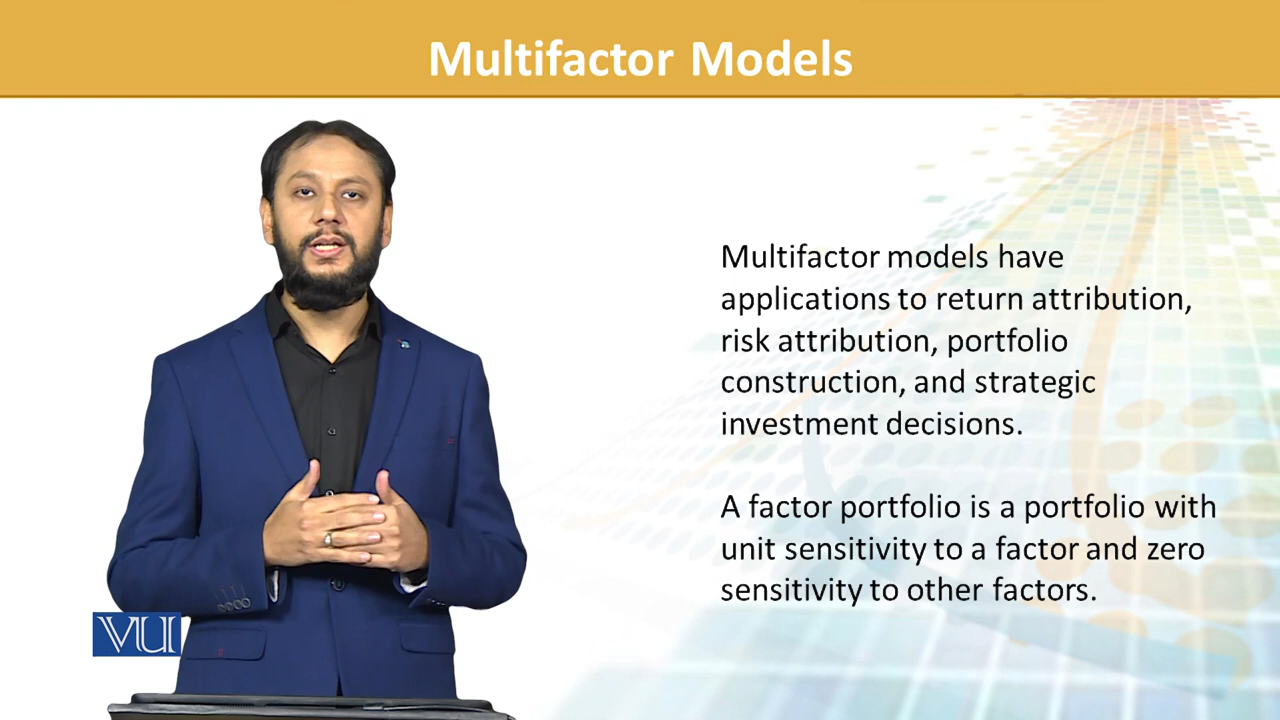 Multifactor Models
Multifactor models have
applications to return attribution,
risk attribution, portfolio
construction, and strategic
investment decisions.
A factor portfolio is a portfolio with
unit sensitivity to a factor and zero
sensitivity to other factors.
VU